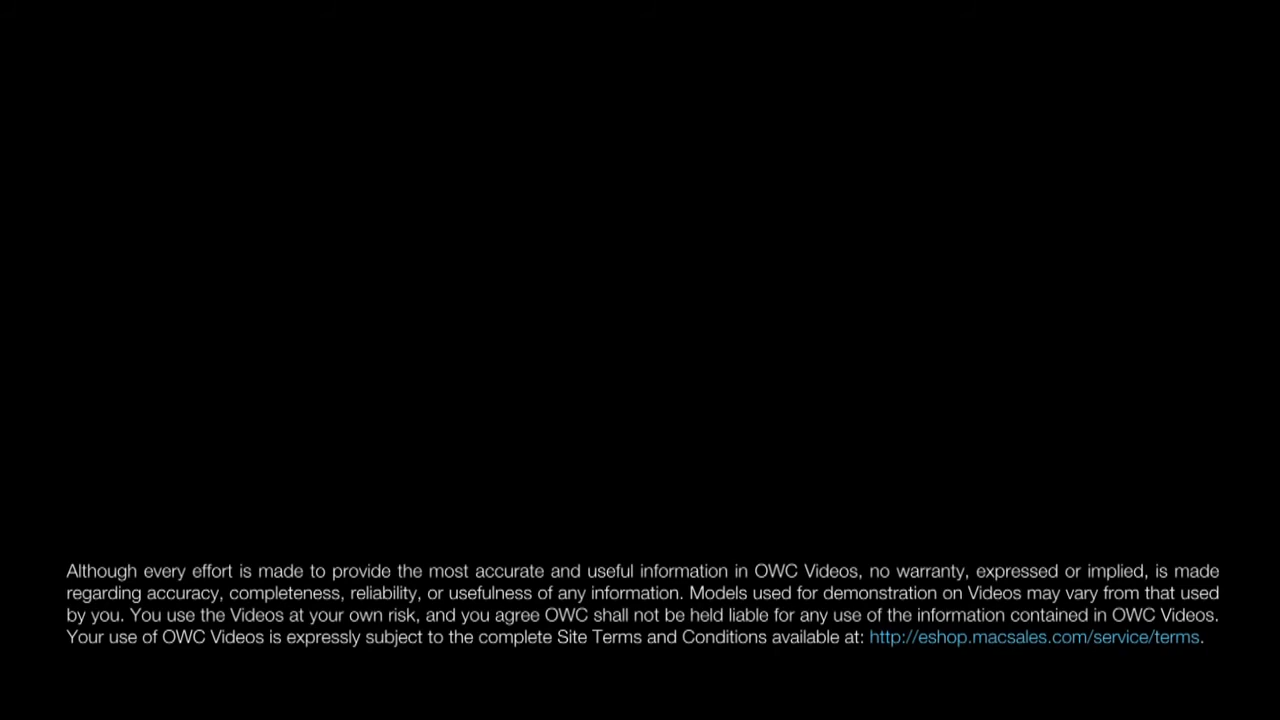 Although every effort is made to provide the most accurate and useful information in OWC Videos, no warranty, expressed or implied, is made
regarding accuracy, completeness, reliability, or usefulness of any information. Models used for demonstration on Videos may vary from that used
by you. You use the Videos at your own risk, and you agree OWC shall not be held liable for any use of the information contained in OWC Videos.
Your use of OWC Videos is expressly subject to the complete Site Terms and Conditions available at: http://eshop.macsales.com/service/terms.